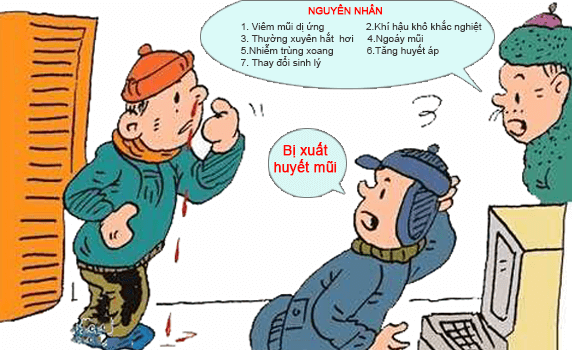 NGUYÊN NHÂN
1. Viêm mũi dị ứng 2.Khí hậu khô khắc nghiệt
3. Thường xuyên hắt hơi 4.Ngoáy mũi
5.Nhiễm trùng xoang 6.Tăng huyết áp
7. Thay đổi sinh lý
Bị xuất
huyết mũi